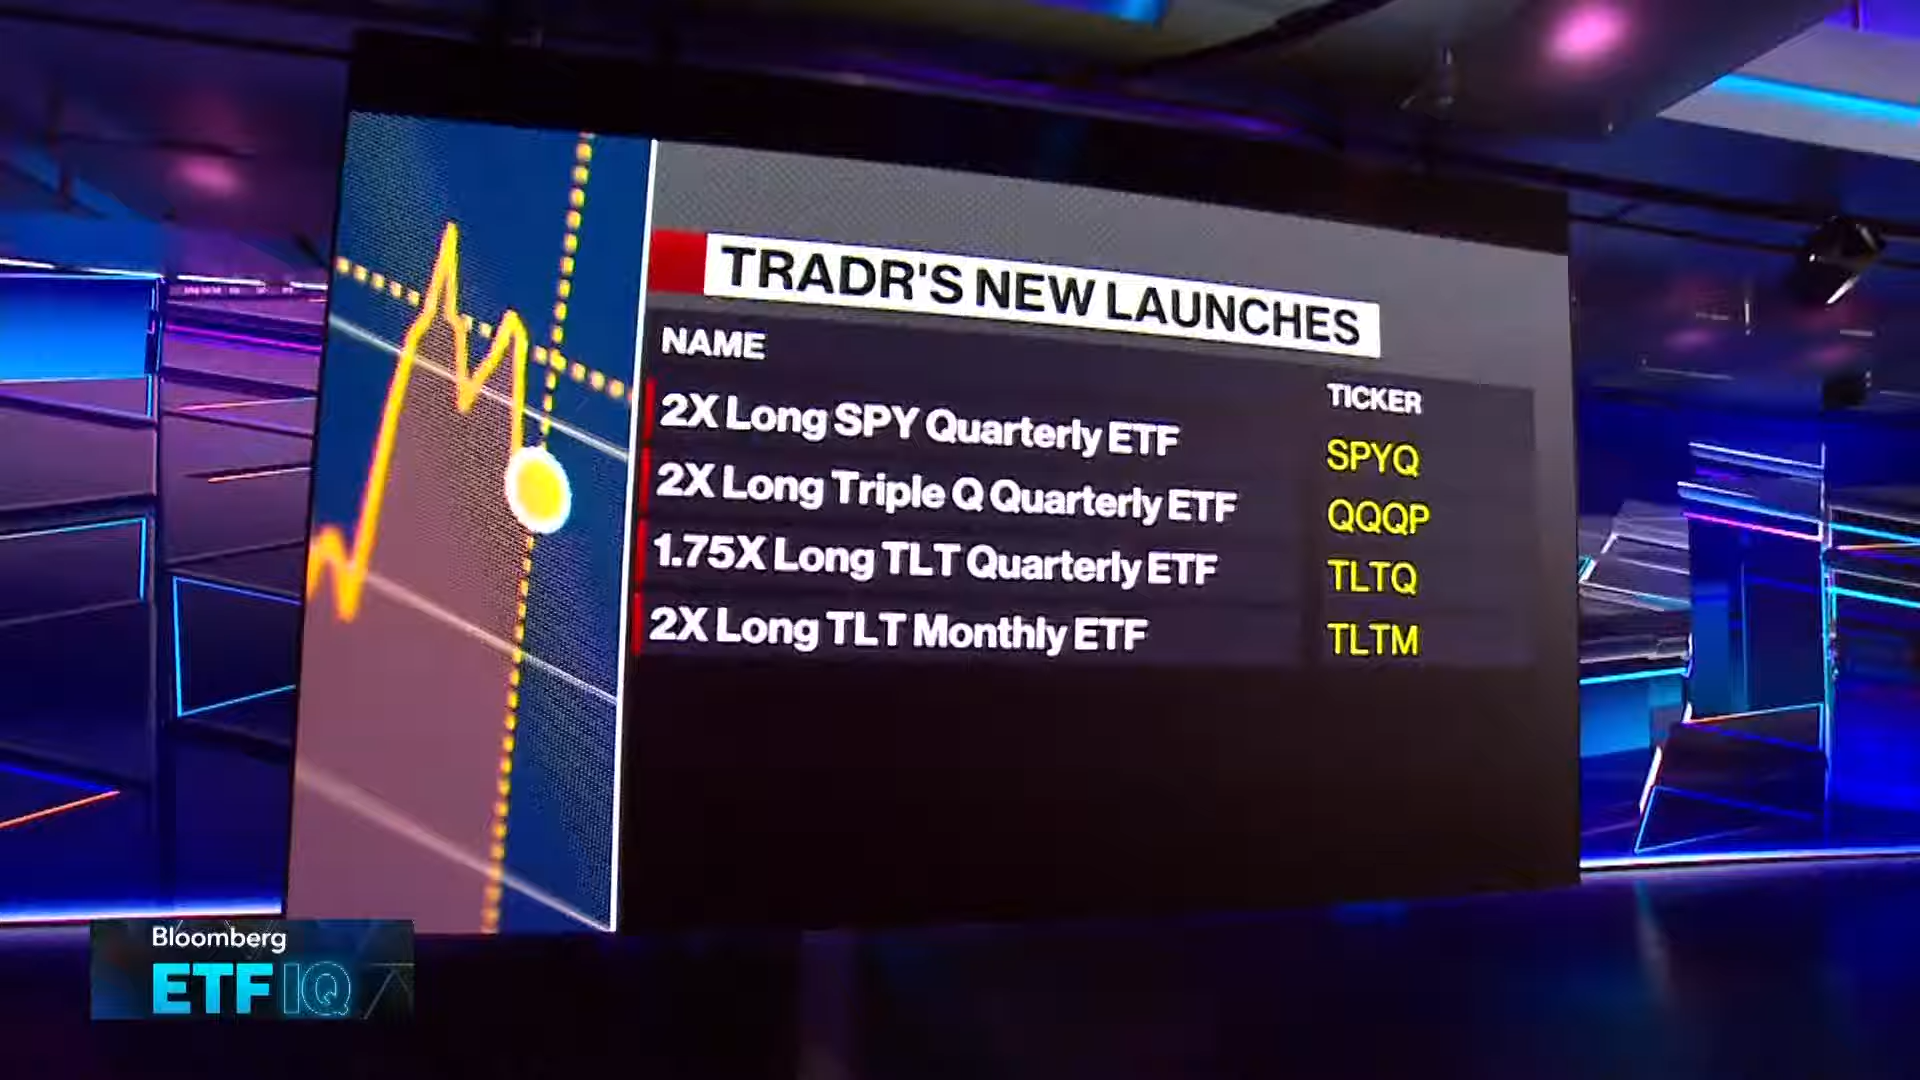 TRADR'S NEW LAUNCHES
NAME TICKER
2X Long SPY Quarterly ETF SPYQ
2X Long Triple Q Quarterly ETF QQQP
1.75X Long TLT Quarterly ETF TLTQ
2X Long TLT Monthly ETF TLTM
Bloomberg
ETF IQ